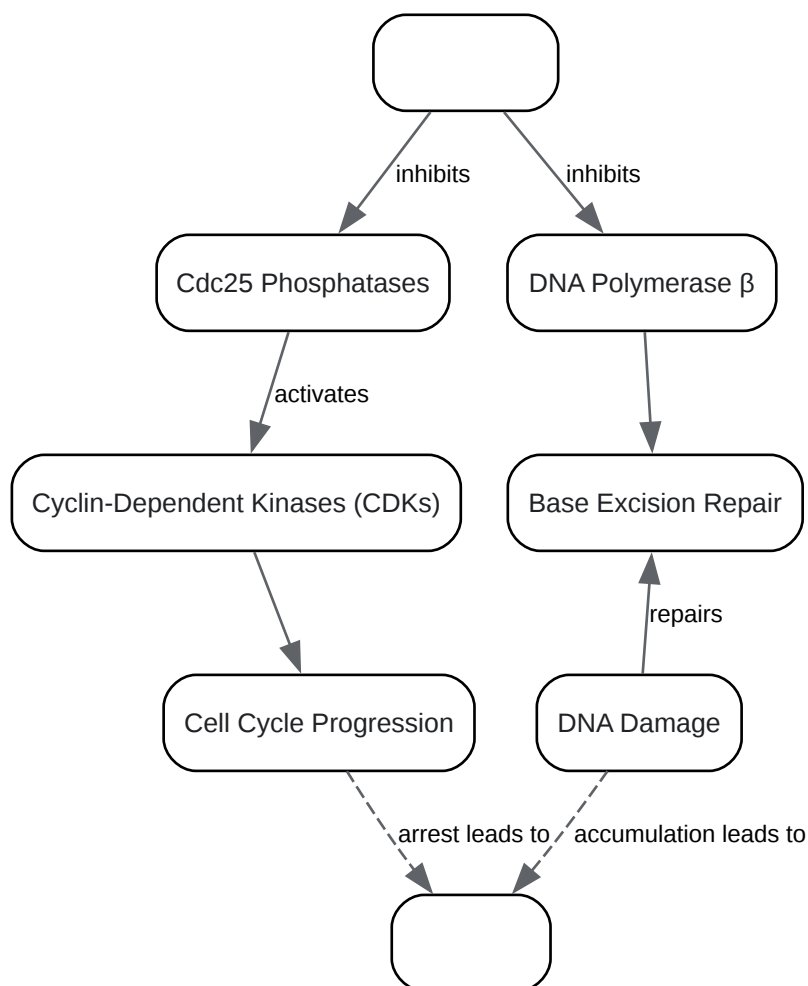 inhibits
inhibits
Cdc25 Phosphatases
DNA Polymerase β
activates
Cyclin-Dependent Kinases (CDKs)
Base Excision Repair
repairs
Cell Cycle Progression
DNA Damage
arrest leads to
accumulation leads to